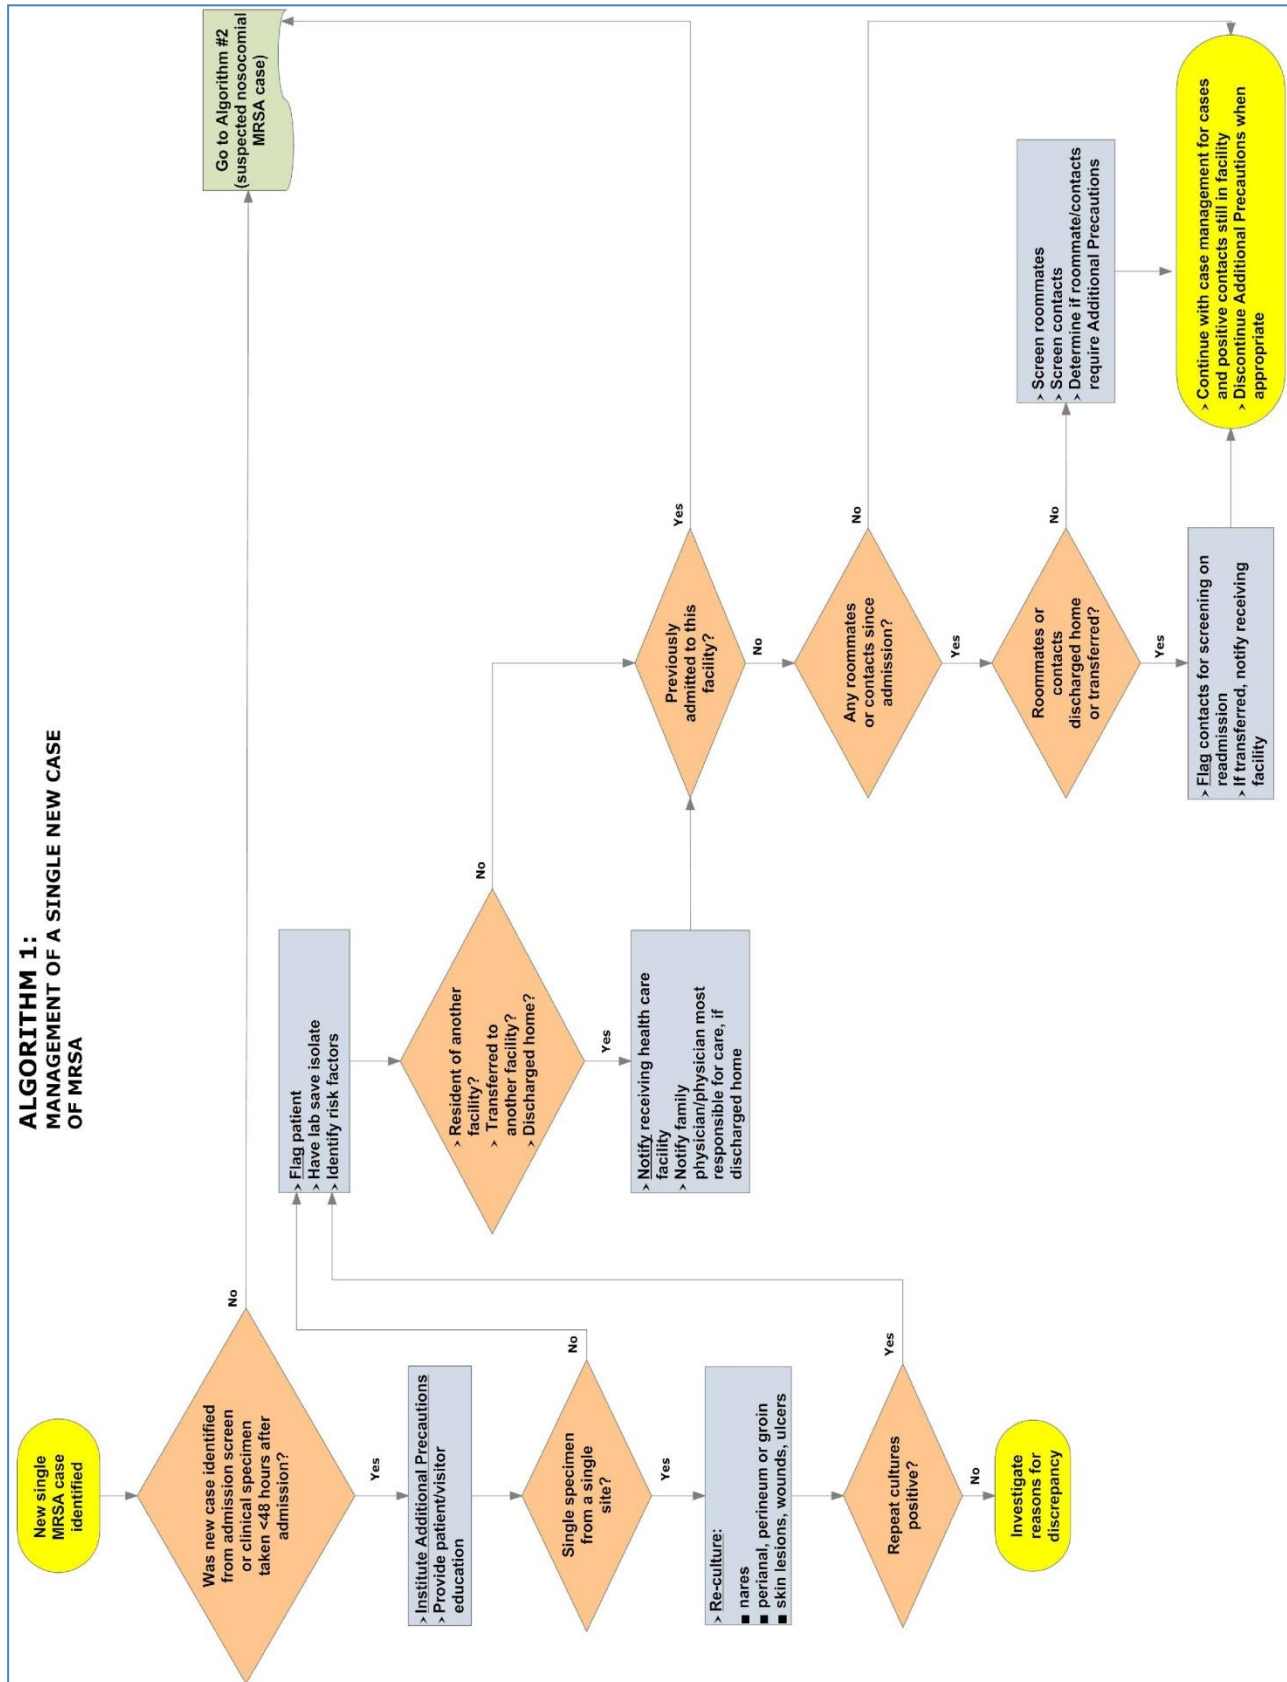 ALGORITHM 1:
MANAGEMENT OF A SINGLE NEW CASE
OF MRSA
New single
MRSA case
identified
Was new case identified
from admission screen
or clinical specimen
taken <48 hours after
admission?
No
Go to Algorithm #2
(suspected nosocomial
MRSA case)
Yes
➢ Institute Additional Precautions
➢ Provide patient/visitor
education
Single specimen
from a single
site?
No
Yes
➢ Re-culture:
■ nares
■ perianal, perineum or groin
■ skin lesions, wounds, ulcers
Repeat cultures
positive?
Yes
No
Investigate
reasons for
discrepancy
➢ Flag patient
➢ Have lab save isolate
➢ Identify risk factors
➢ Resident of another
facility?
➢ Transferred to
another facility?
➢ Discharged home?
No
Yes
➢ Notify receiving health care
facility
➢ Notify family
physician/physician most
responsible for care, if
discharged home
Previously
admitted to this
facility?
Yes
No
Any roommates
or contacts since
admission?
No
Yes
Roommates or
contacts
discharged home
or transferred?
No
Yes
➢ Screen roommates
➢ Screen contacts
➢ Determine if roommate/contacts
require Additional Precautions
➢ Flag contacts for screening on
readmission
➢ If transferred, notify receiving
facility
➢ Continue with case management for cases
and positive contacts still in facility
➢ Discontinue Additional Precautions when
appropriate